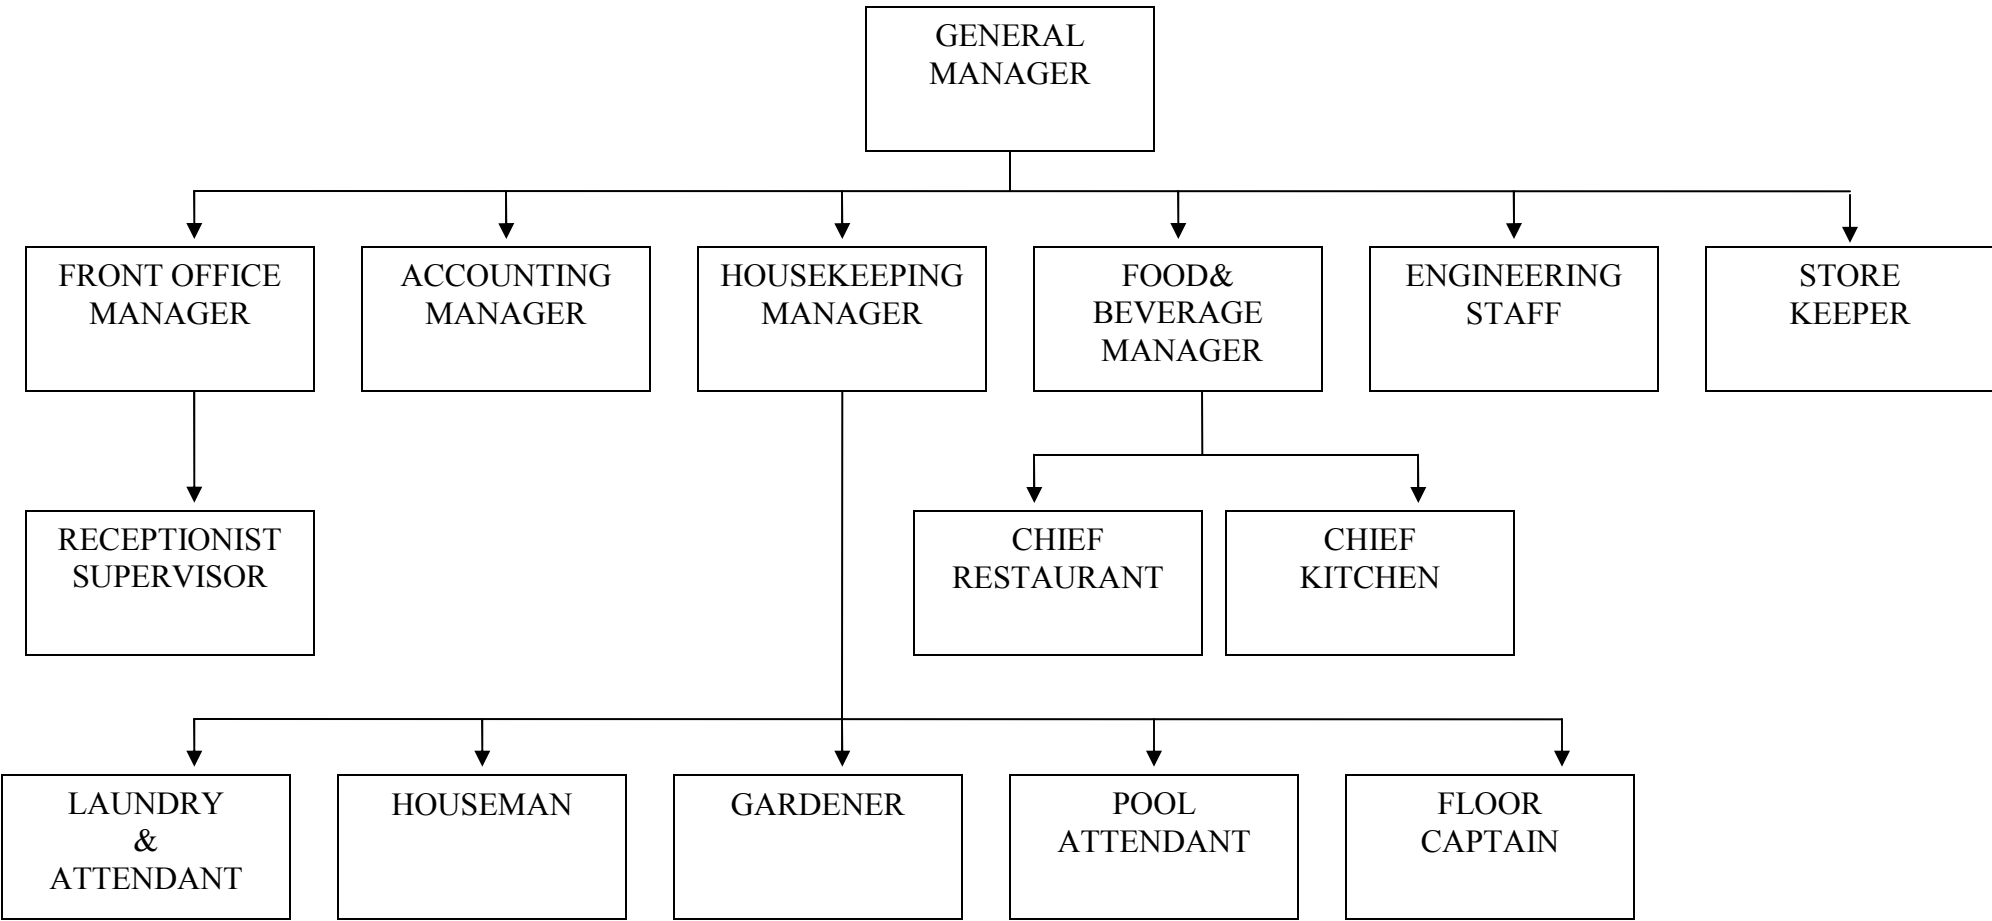 GENERAL
MANAGER
FRONT OFFICE
MANAGER
ACCOUNTING
MANAGER
HOUSEKEEPING
MANAGER
FOOD&
BEVERAGE
MANAGER
ENGINEERING
STAFF
STORE
KEEPER
RECEPTIONIST
SUPERVISOR
CHIEF
RESTAURANT
CHIEF
KITCHEN
LAUNDRY
&
ATTENDANT
HOUSEMAN
GARDENER
POOL
ATTENDANT
FLOOR
CAPTAIN